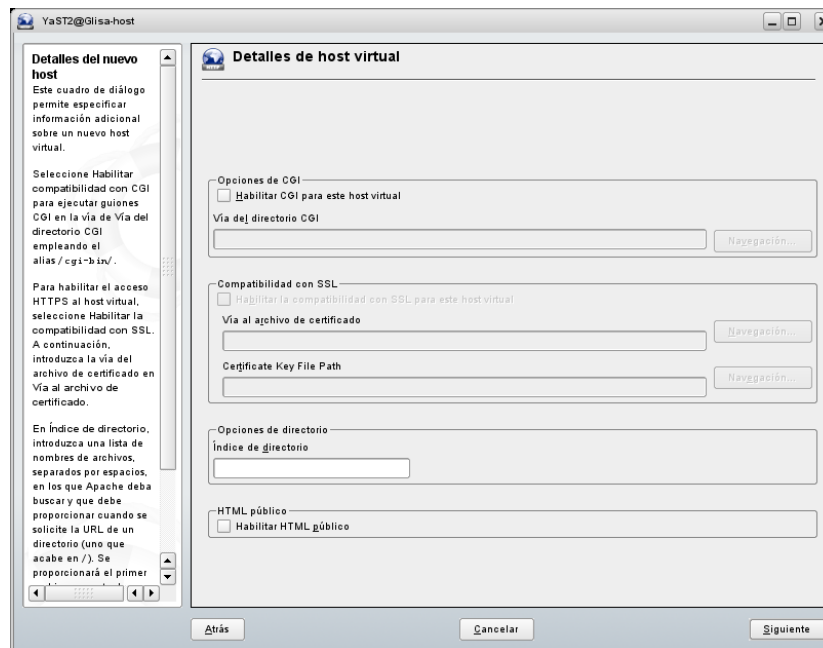 YaST2@Glisa-host
Detalles del nuevo
host
Este cuadro de diálogo
permite especificar
información adicional
sobre un nuevo host
virtual.
Seleccione Habilitar
compatibilidad con CGI
para ejecutar guiones
CGI en la vía de Vía del
directorio CGI
empleando el
alias /cgi-bin/.
Para habilitar el acceso
HTTPS al host virtual,
seleccione Habilitar la
compatibilidad con SSL.
A continuación,
introduzca la vía del
archivo de certificado en
Vía al archivo de
certificado.
En Índice de directorio,
introduzca una lista de
nombres de archivos,
separados por espacios,
en los que Apache deba
buscar y que debe
proporcionar cuando se
solicite la URL de un
directorio (uno que
acabe en /). Se
proporcionará el primer
Detalles de host virtual
Opciones de CGI
Habilitar CGI para este host virtual
Vía del directorio CGI
Navegación...
Compatibilidad con SSL
Habilitar la compatibilidad con SSL para este host virtual
Vía al archivo de certificado
Navegación...
Certificate Key File Path
Navegación...
Opciones de directorio
Índice de directorio
HTML público
Habilitar HTML público
Atrás
Cancelar
Siguiente